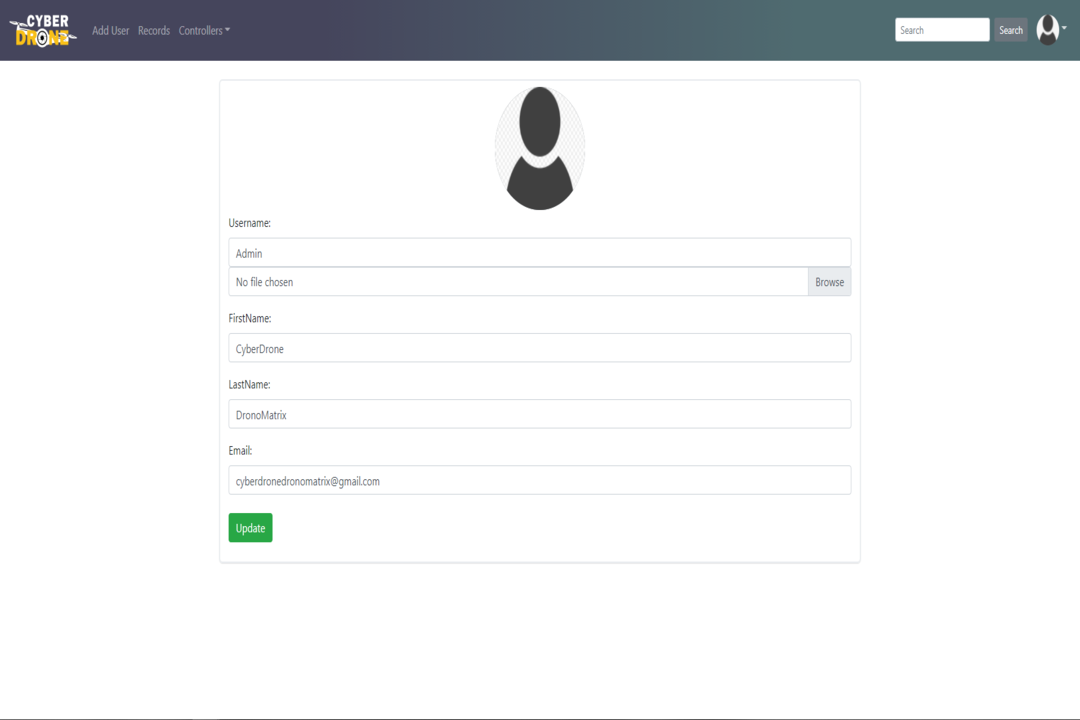 CYBER
DRONE
Add User Records Controllers
Search Search
Username:
Admin
No file chosen Browse
FirstName:
CyberDrone
LastName:
DronoMatrix
Email:
cyberdronedronomatrix@gmail.com
Update